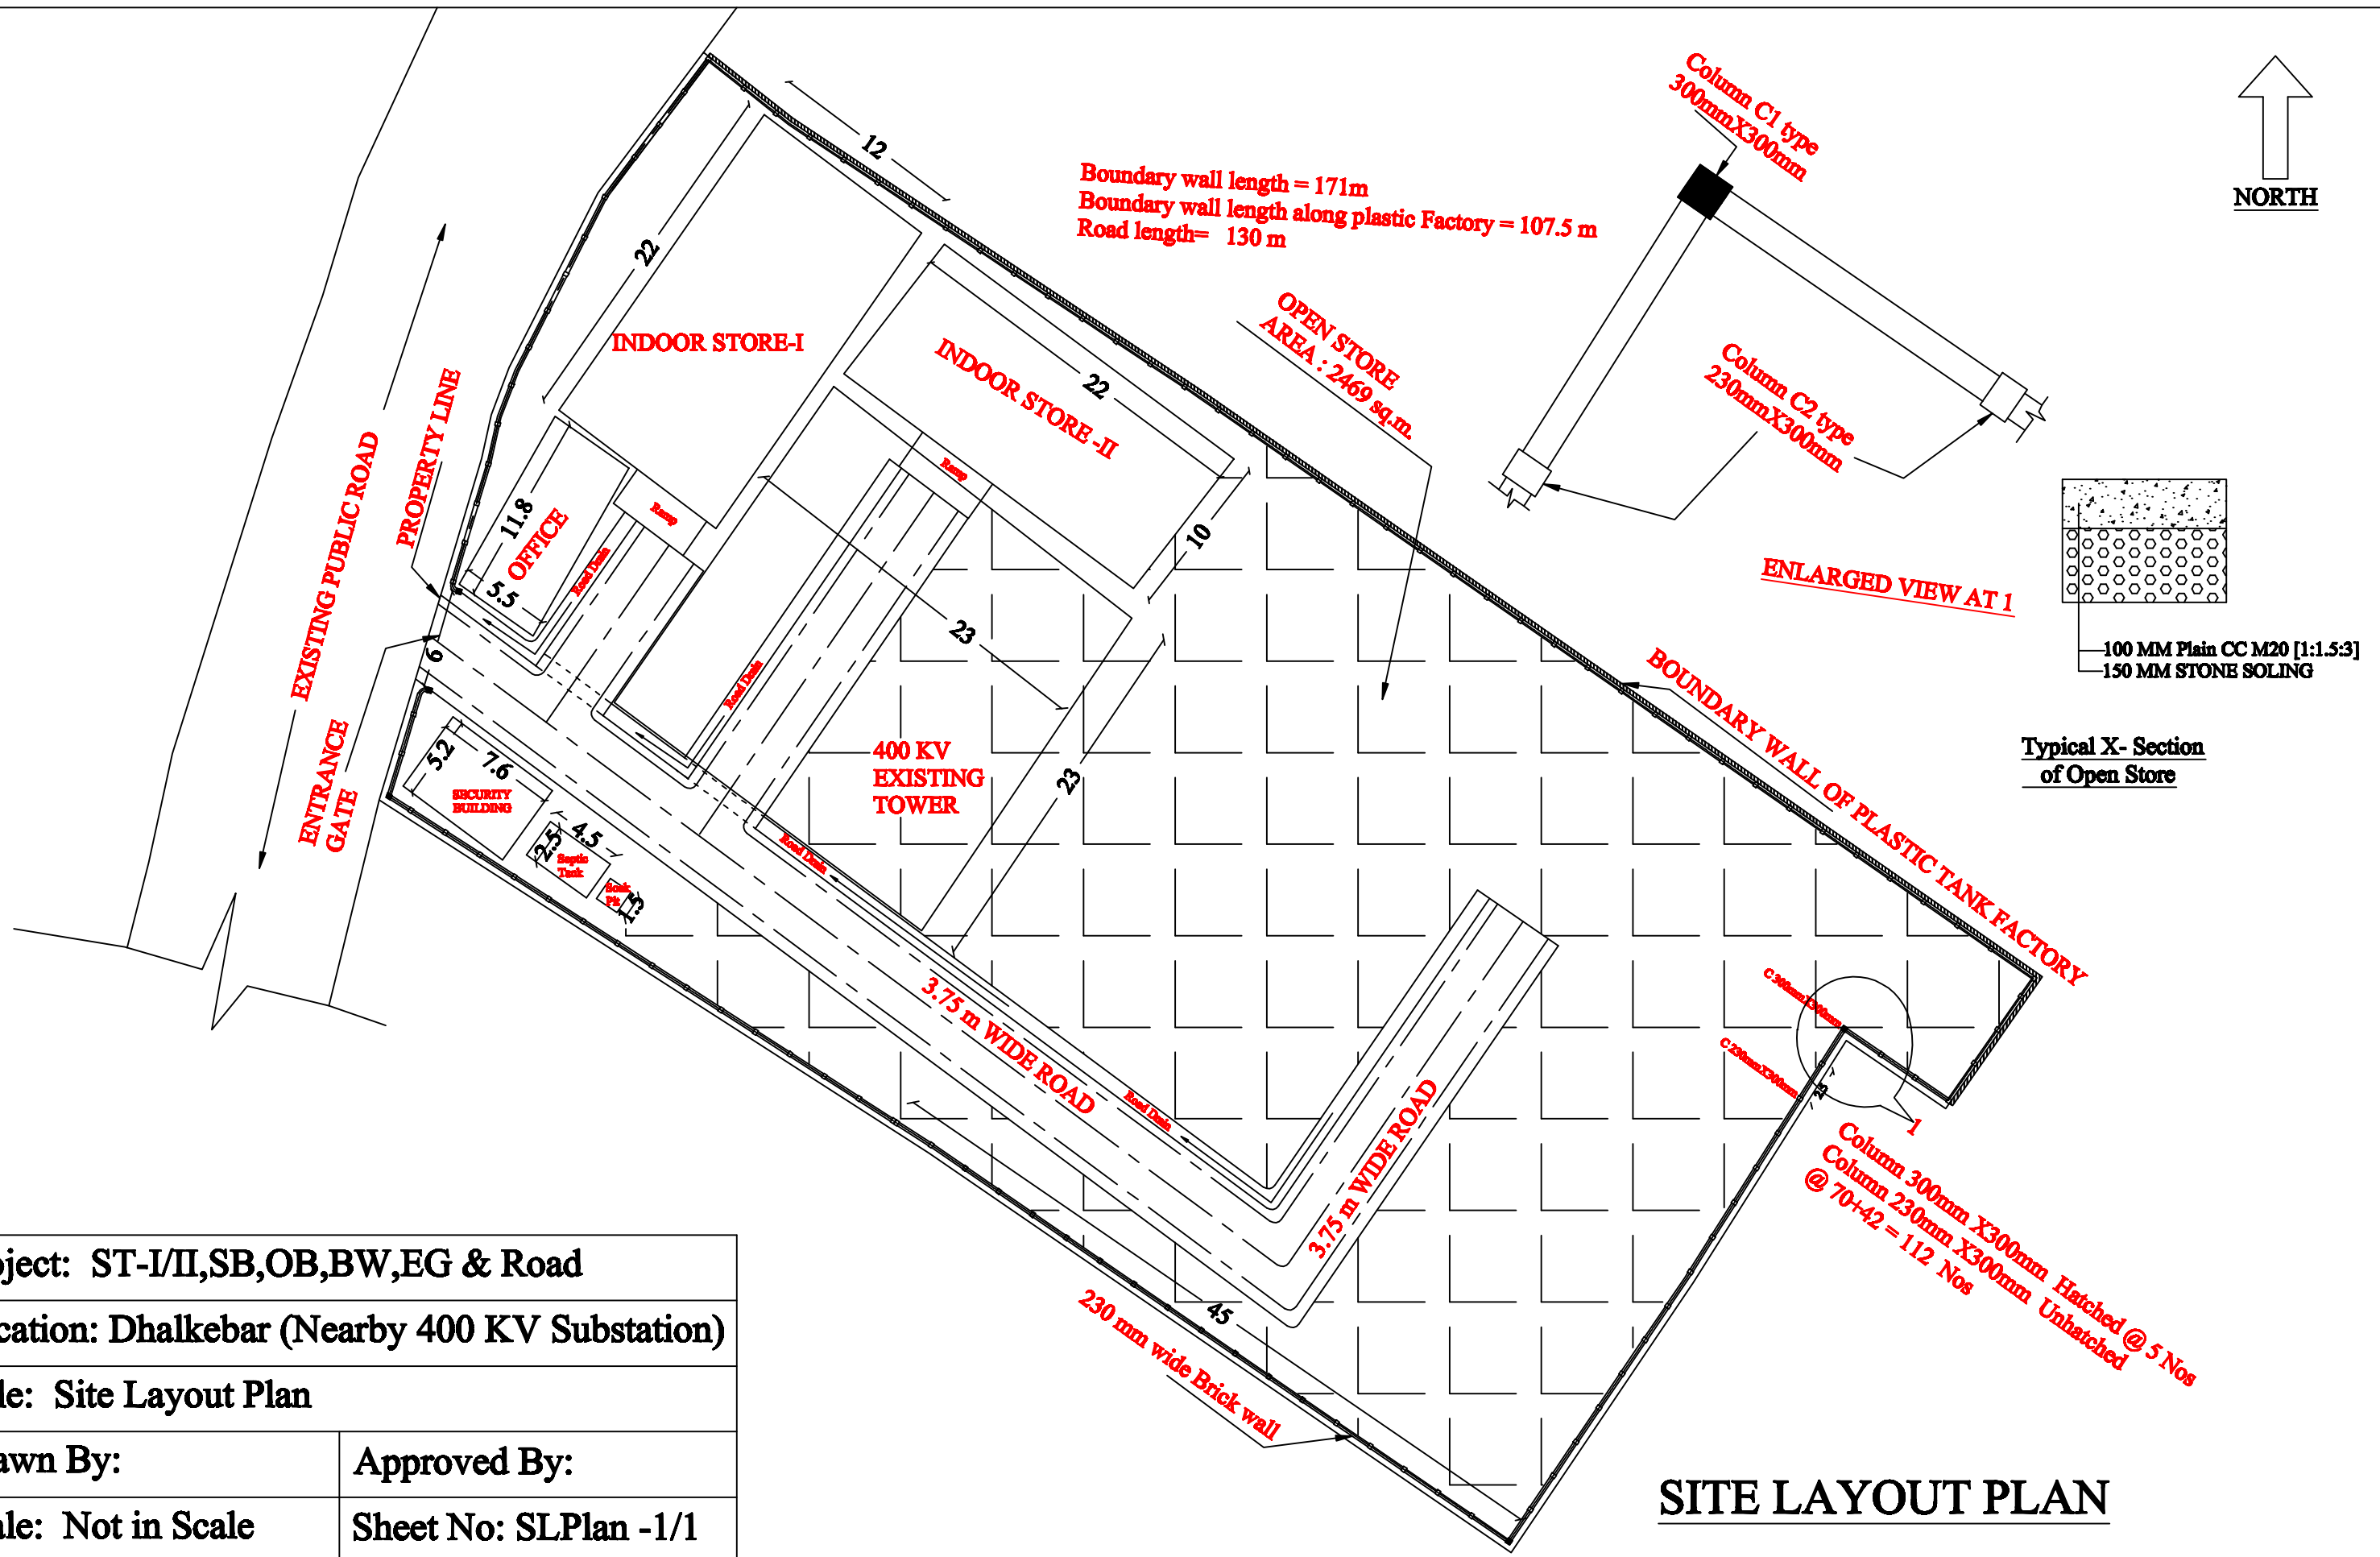 12
Boundary wall length = 171m
Boundary wall length along plastic Factory = 107.5 m
Road length=   130 m
Column C1 type
300mmX300mm
NORTH
22
INDOOR STORE-I
INDOOR STORE -II
22
OPEN STORE
AREA : 2469 sq.m.
Column C2 type
230mmX300mm
EXISTING PUBLIC ROAD
PROPERTY LINE
11.8
OFFICE
5.5
Ramp
Road Drain
Ramp
10
ENLARGED VIEW AT 1
100 MM Plain CC M20 [1:1.5:3]
150 MM STONE SOLING
Typical X- Section
of Open Store
6
23
Road Drain
ENTRANCE
GATE
400 KV
EXISTING
TOWER
23
BOUNDARY WALL OF PLASTIC TANK FACTORY
5.2
7.6
SECURITY
BUILDING
4.5
2.5
Septic
Tank
Soak
Pit
1.5
Road Drain
3.75 m WIDE ROAD
Road Drain
3.75 m WIDE ROAD
C 300mmX300mm
C 230mmX300mm
25
1
Column 300mm X300mm  Hatched @ 5 Nos
Column 230mm X300mm  Unhatched
@ 70+42 = 112  Nos
45
230 mm wide Brick wall
oject:  ST-I/II,SB,OB,BW,EG & Road
cation: Dhalkebar (Nearby 400 KV Substation)
le:  Site Layout Plan
awn By:
Approved By:
ale:  Not in Scale
Sheet No: SLPlan -1/1
SITE LAYOUT PLAN